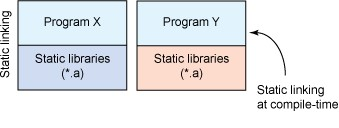 Static linking
Program X
Static libraries
(*.a)
Program Y
Static libraries
(*.a)
Static linking
at compile-time